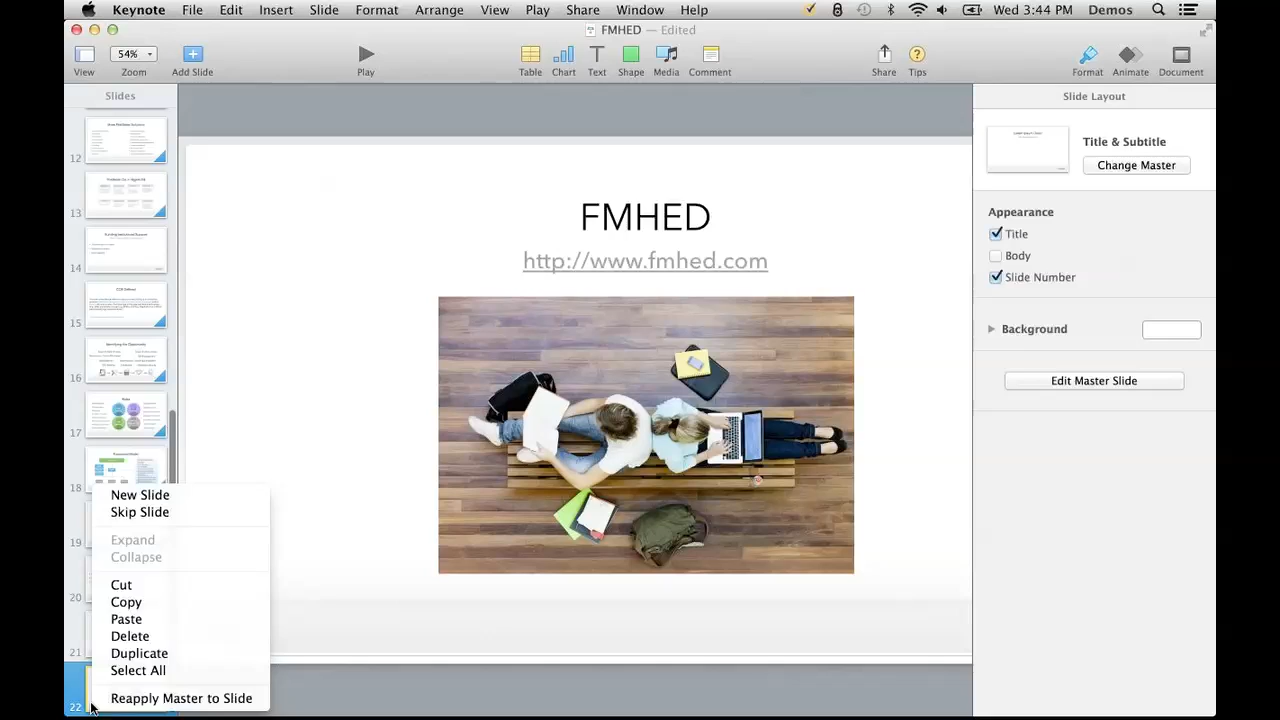 Keynote File Edit Insert Slide Format Arrange View Play Share Window Help Wed 3:44 PM Demos
FMHED — Edited
54%
View Zoom Add Slide Play Table Chart Text Shape Media Comment Share Tips Format Animate Document
Slides
Slide Layout
12
13
14
15
16
17
18
19
20
21
22
New Slide
Skip Slide
Expand
Collapse
Cut
Copy
Paste
Delete
Duplicate
Select All
Reapply Master to Slide
FMHED
http://www.fmhed.com
Title & Subtitle
Change Master
Appearance
Title
Body
Slide Number
Background
Edit Master Slide